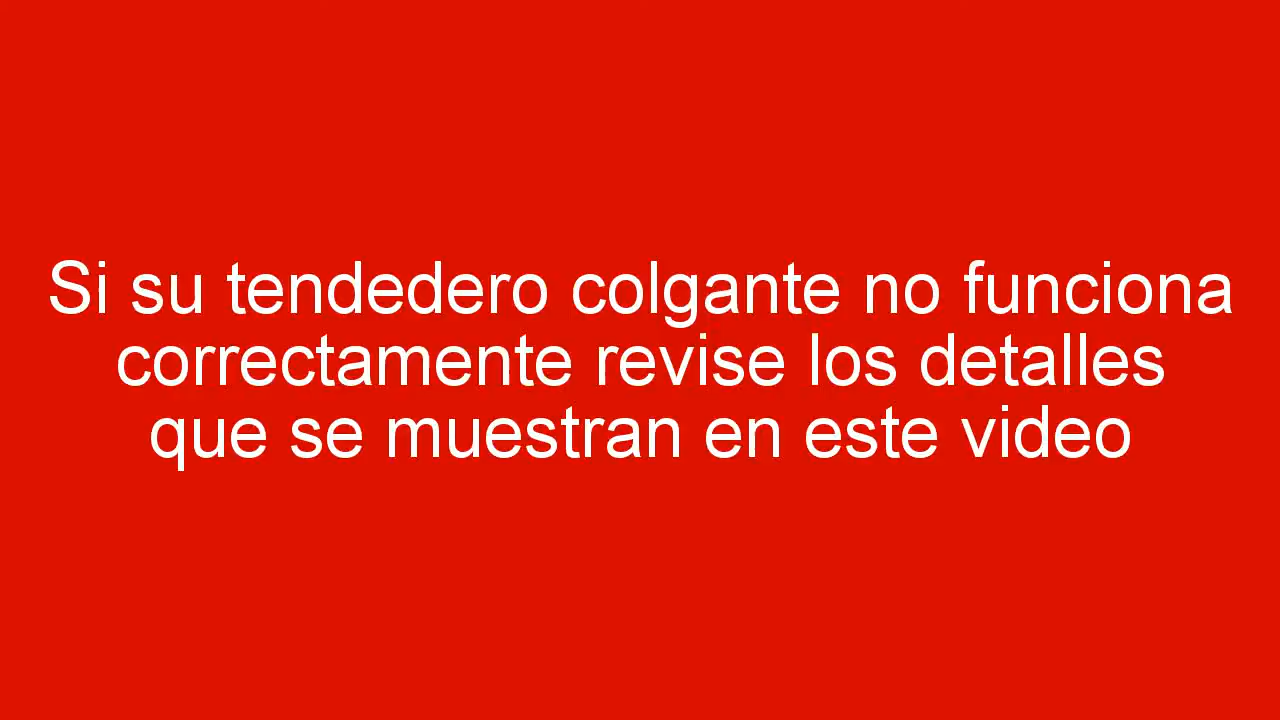 Si su tendedero colgante no funciona
correctamente revise los detalles
que se muestran en este video